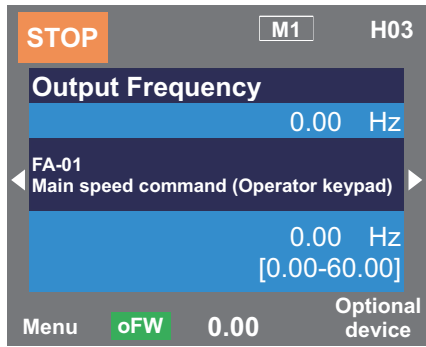 STOP M1 H03
Output Frequency
0.00 Hz
FA-01
Main speed command (Operator keypad)
0.00 Hz
[0.00-60.00]
Menu oFW 0.00 Optional
device